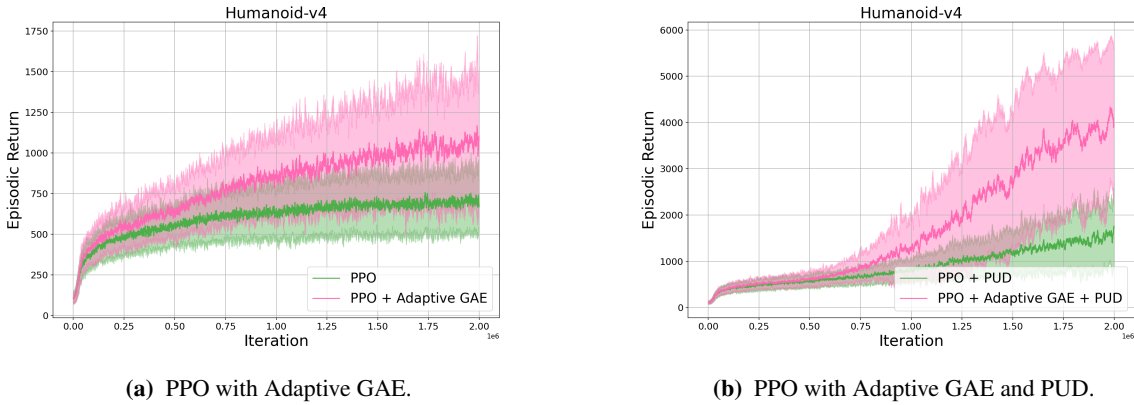 Humanoid-v4
1750
1500
1250
1000
750
500
250
0
Episodic Return
PPO
PPO + Adaptive GAE
0.00 0.25 0.50 0.75 1.00 1.25 1.50 1.75 2.00
1e6
Iteration
(a) PPO with Adaptive GAE.
Humanoid-v4
6000
5000
4000
3000
2000
1000
0
Episodic Return
PPO + PUD
PPO + Adaptive GAE + PUD
0.00 0.25 0.50 0.75 1.00 1.25 1.50 1.75 2.00
1e6
Iteration
(b) PPO with Adaptive GAE and PUD.